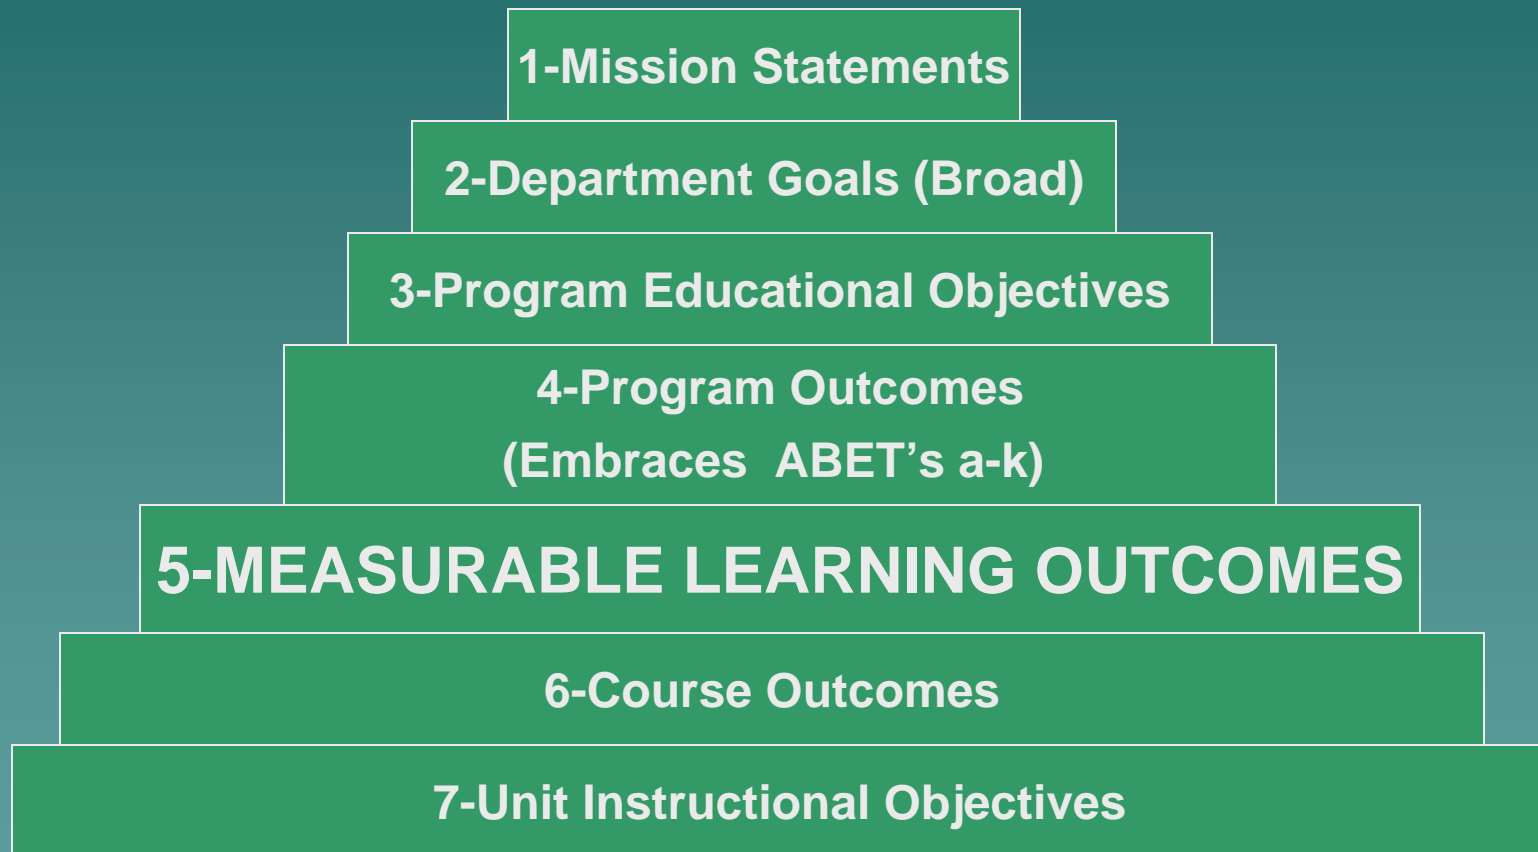 1-Mission Statements
2-Department Goals (Broad)
3-Program Educational Objectives
4-Program Outcomes
(Embraces  ABET’s a-k)
5-MEASURABLE LEARNING OUTCOMES
6-Course Outcomes
7-Unit Instructional Objectives